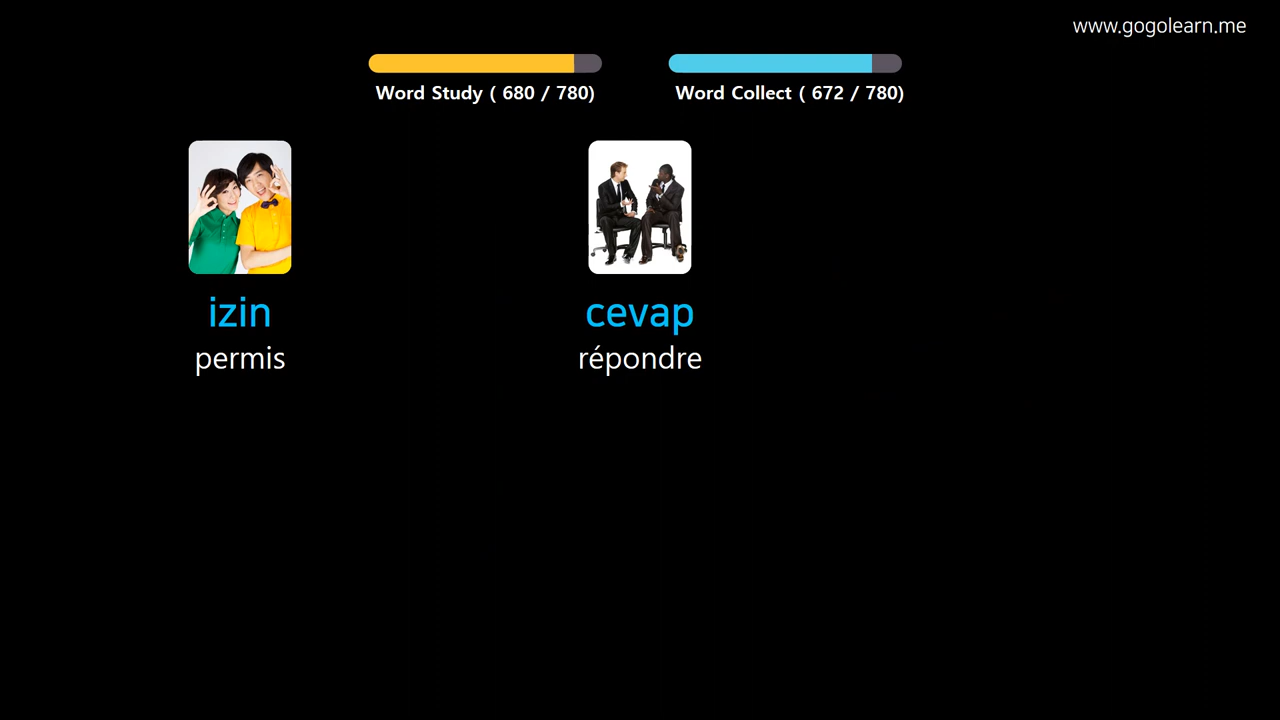 www.gogolearn.me
Word Study ( 680 / 780)
Word Collect ( 672 / 780)
izin
permis
cevap
répondre